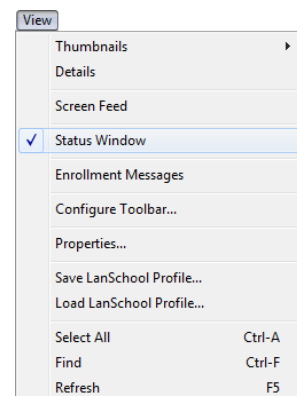 View
Thumbnails
Details
Screen Feed
Status Window
Enrollment Messages
Configure Toolbar...
Properties...
Save LanSchool Profile...
Load LanSchool Profile...
Select All Ctrl-A
Find Ctrl-F
Refresh F5